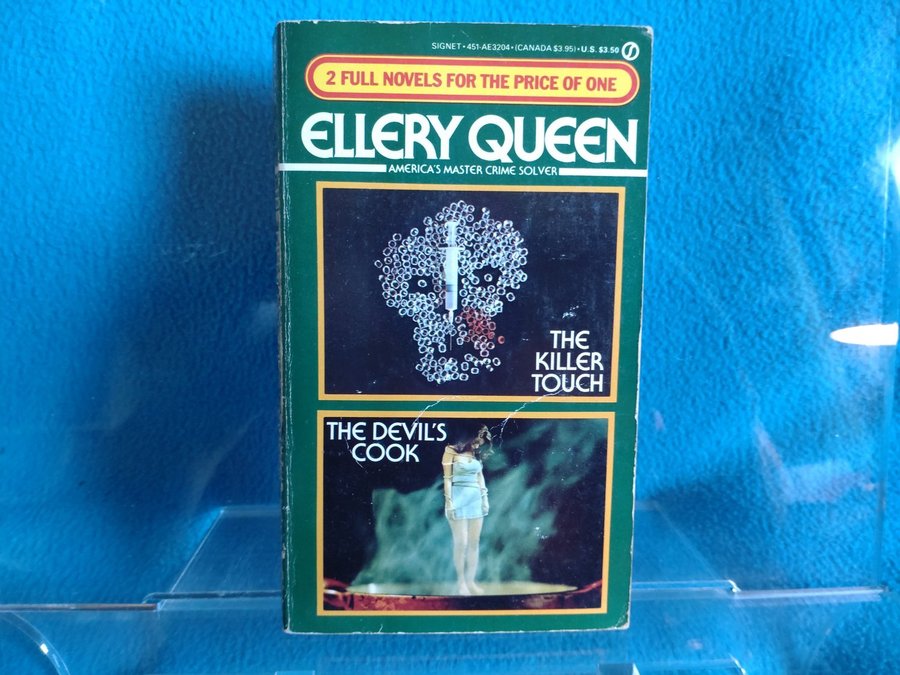 SIGNET • 451-AE3204 • (CANADA $3.95) • U.S. $3.50
2 FULL NOVELS FOR THE PRICE OF ONE
ELLERY QUEEN
AMERICA'S MASTER CRIME SOLVER
THE
KILLER
TOUCH
THE DEVIL'S
COOK